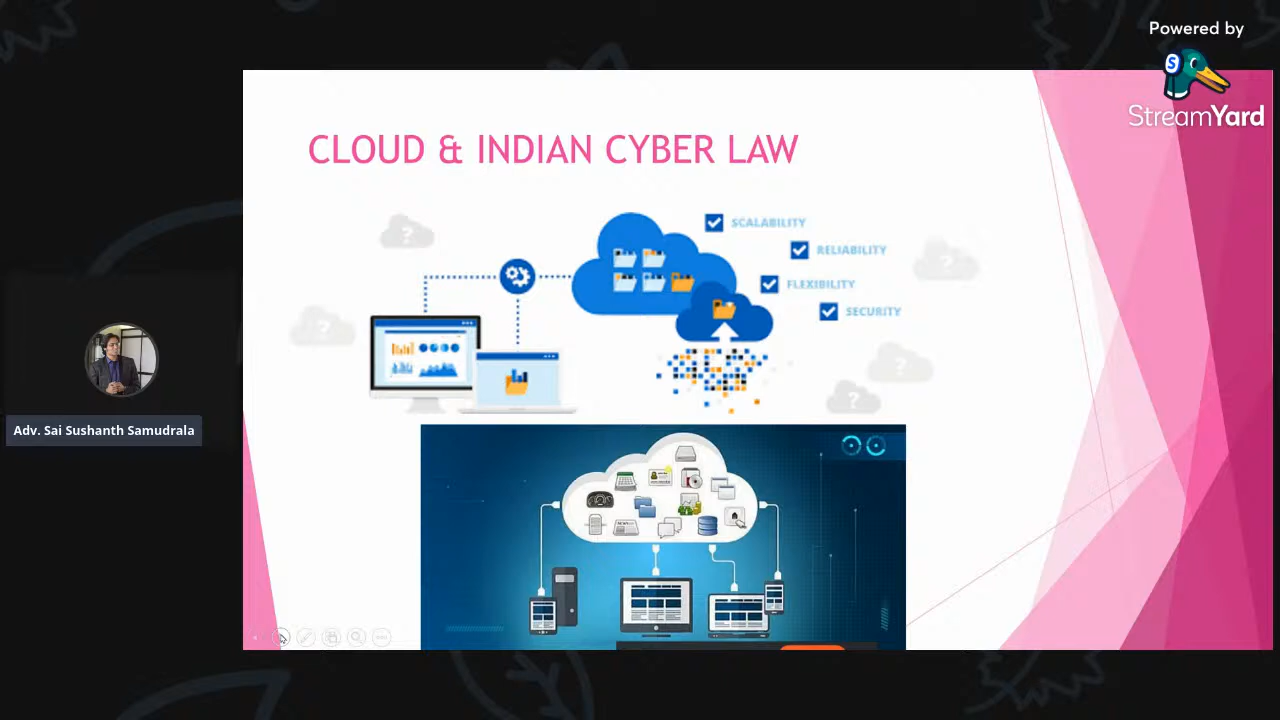 Powered by
StreamYard
CLOUD & INDIAN CYBER LAW
SCALABILITY
RELIABILITY
FLEXIBILITY
SECURITY
Adv. Sai Sushanth Samudrala